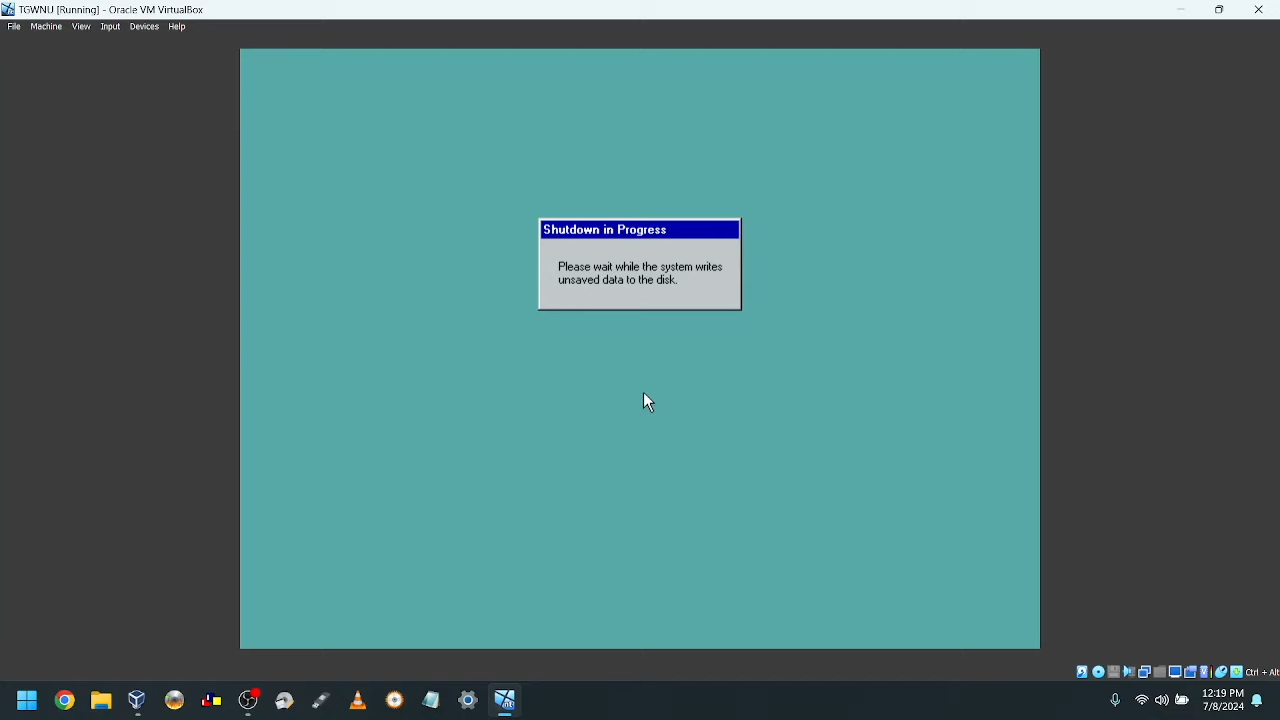 TGWNU [Running] - Oracle VM VirtualBox
File Machine View Input Devices Help
Shutdown in Progress
Please wait while the system writes
unsaved data to the disk.
Ctrl + Alt
12:19 PM
7/8/2024